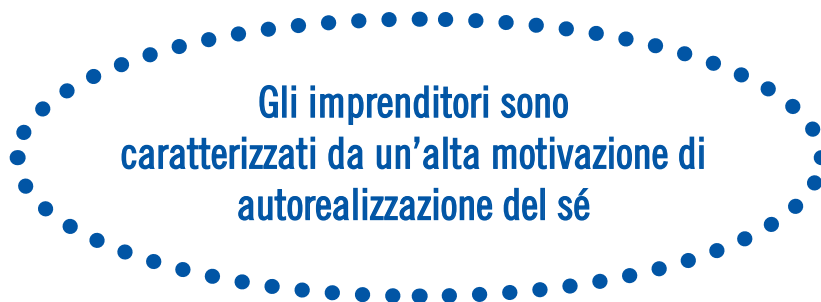 Gli imprenditori sono
caratterizzati da un’alta motivazione di
autorealizzazione del sé